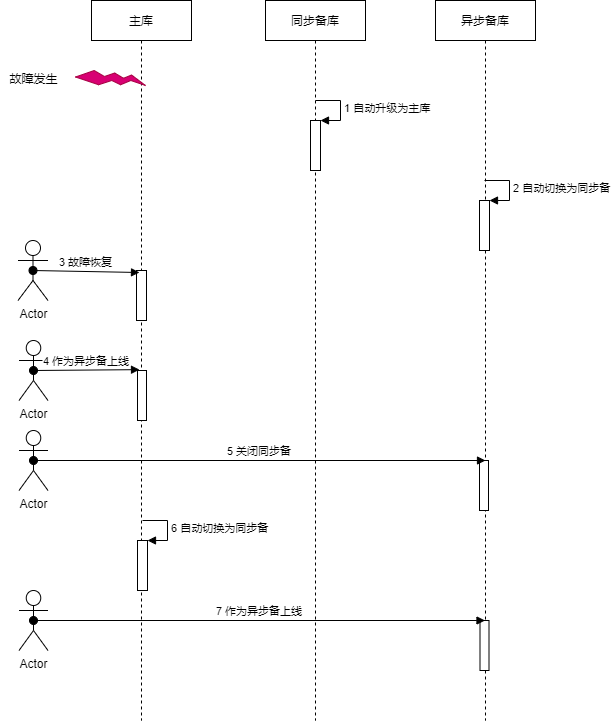 主库
同步备库
异步备库
故障发生
1 自动升级为主库
2 自动切换为同步备
3 故障恢复
Actor
4 作为异步备上线
Actor
5 关闭同步备
Actor
6 自动切换为同步备
7 作为异步备上线
Actor